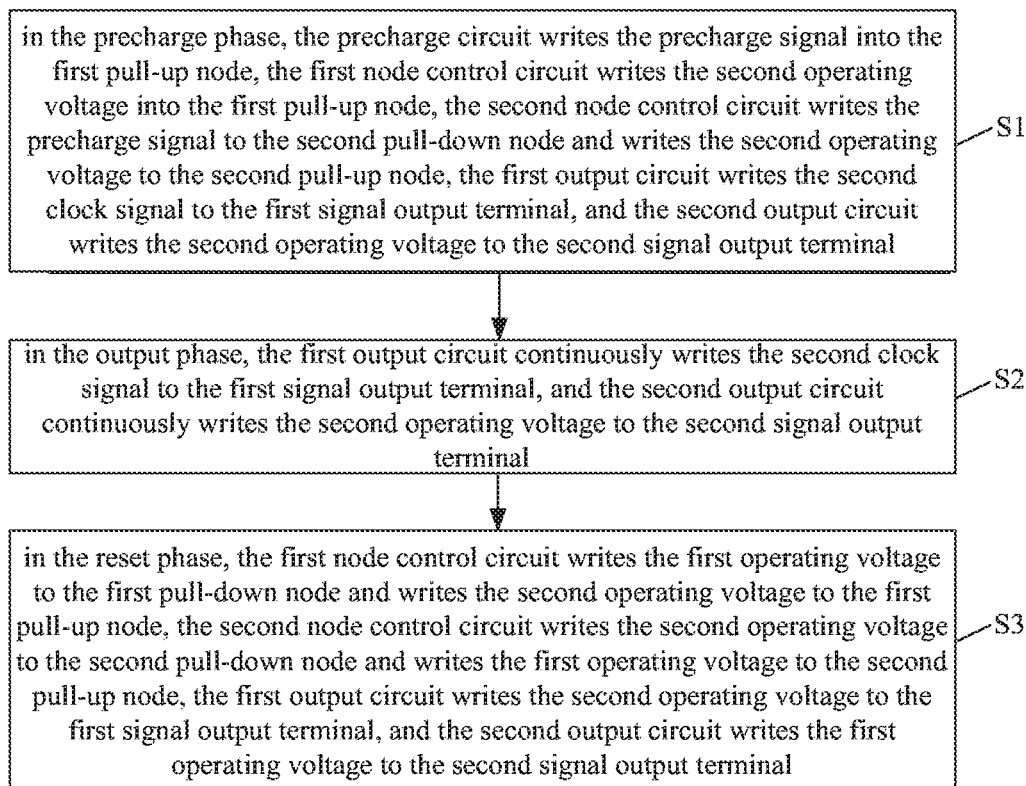 in the precharge phase, the precharge circuit writes the precharge signal into the
first pull-up node, the first node control circuit writes the second operating
voltage into the first pull-up node, the second node control circuit writes the
precharge signal to the second pull-down node and writes the second operating
voltage to the second pull-up node, the first output circuit writes the second
clock signal to the first signal output terminal, and the second output circuit
writes the second operating voltage to the second signal output terminal
S1
in the output phase, the first output circuit continuously writes the second clock
signal to the first signal output terminal, and the second output circuit
continuously writes the second operating voltage to the second signal output
terminal
S2
in the reset phase, the first node control circuit writes the first operating voltage
to the first pull-down node and writes the second operating voltage to the first
pull-up node, the second node control circuit writes the second operating voltage
to the second pull-down node and writes the first operating voltage to the second
pull-up node, the first output circuit writes the second operating voltage to the
first signal output terminal, and the second output circuit writes the first
operating voltage to the second signal output terminal
S3